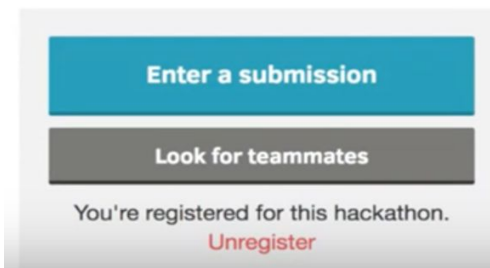 Enter a submission
Look for teammates
You're registered for this hackathon.
Unregister